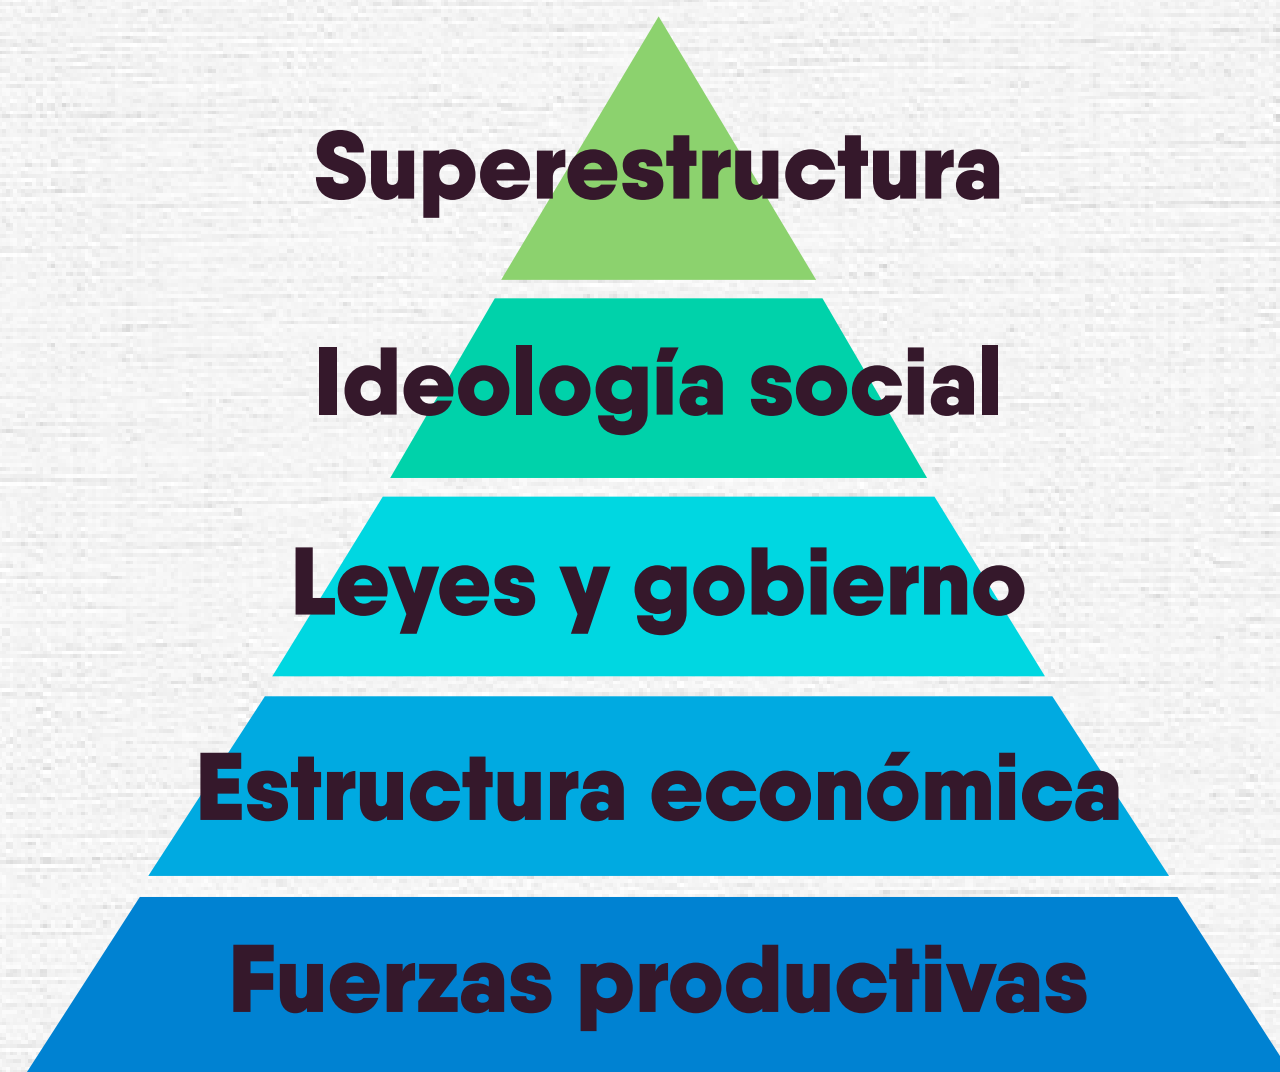 Superestructura
Ideología social
Leyes y gobierno
Estructura económica
Fuerzas productivas